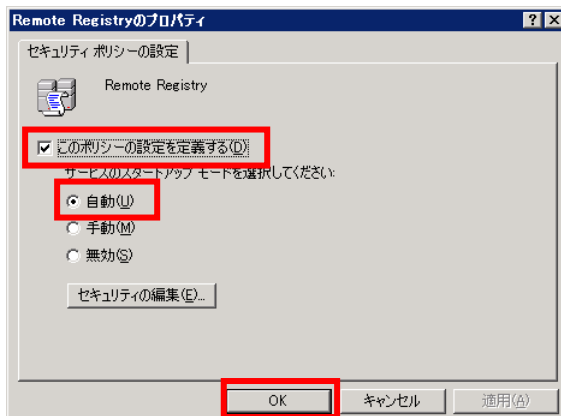 Remote Registryのプロパティ
セキュリティ ポリシーの設定
Remote Registry
このポリシーの設定を定義する(D)
サービスのスタートアップ モードを選択してください:
自動(U)
手動(M)
無効(S)
セキュリティの編集(E)...
OK キャンセル 適用(A)